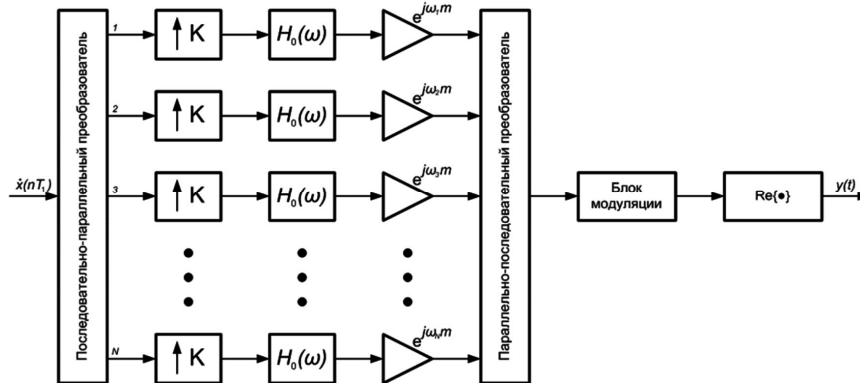 ẋ(nT₁)
Последовательно-параллельный преобразователь
1 ↑ K H₀(ω) e^jω₁m
2 ↑ K H₀(ω) e^jω₂m
3 ↑ K H₀(ω) e^jω₃m
N ↑ K H₀(ω) e^jωₙm
Параллельно-последовательный преобразователь
Блок
модуляции
Re{●}
y(t)